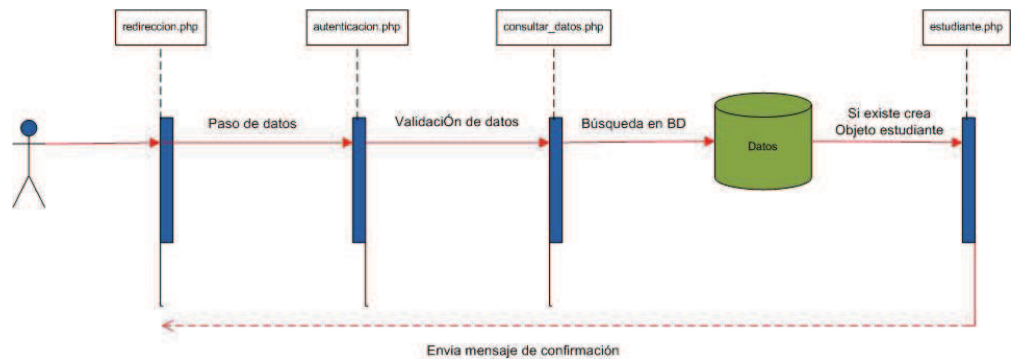 redireccion.php
autenticacion.php
consultar_datos.php
estudiante.php
Paso de datos
ValidaciÓn de datos
Búsqueda en BD
Datos
Si existe crea
Objeto estudiante
Envia mensaje de confirmación